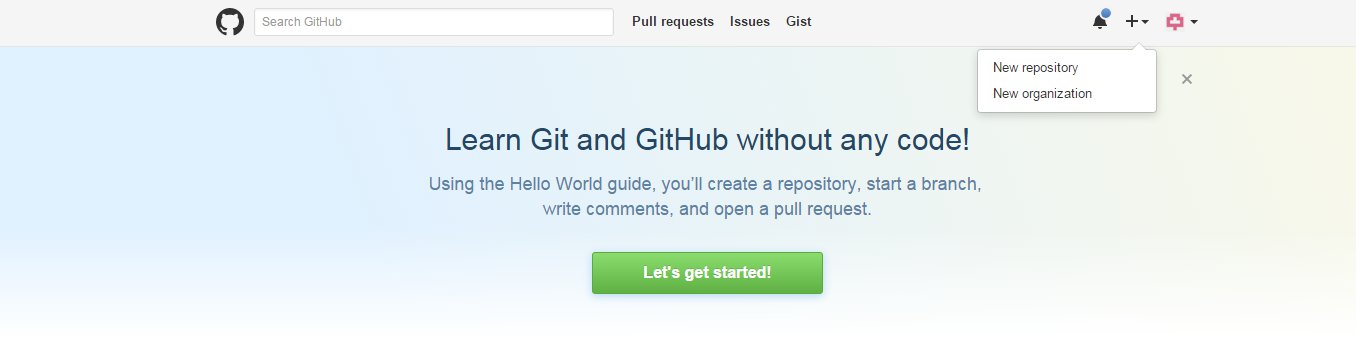 Search GitHub
Pull requests
Issues
Gist
New repository
New organization
Learn Git and GitHub without any code!
Using the Hello World guide, you’ll create a repository, start a branch,
write comments, and open a pull request.
Let's get started!